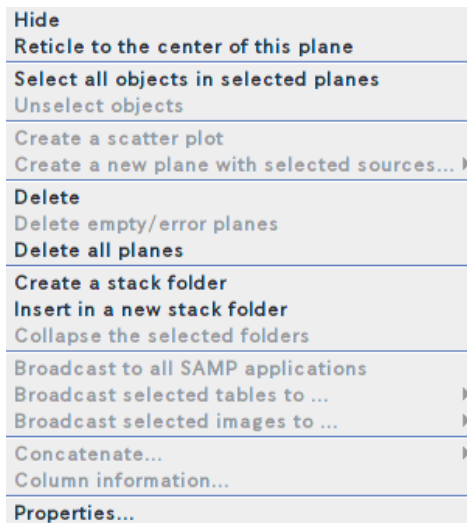 Hide
Reticle to the center of this plane
Select all objects in selected planes
Unselect objects
Create a scatter plot
Create a new plane with selected sources...
Delete
Delete empty/error planes
Delete all planes
Create a stack folder
Insert in a new stack folder
Collapse the selected folders
Broadcast to all SAMP applications
Broadcast selected tables to ...
Broadcast selected images to ...
Concatenate...
Column information...
Properties...